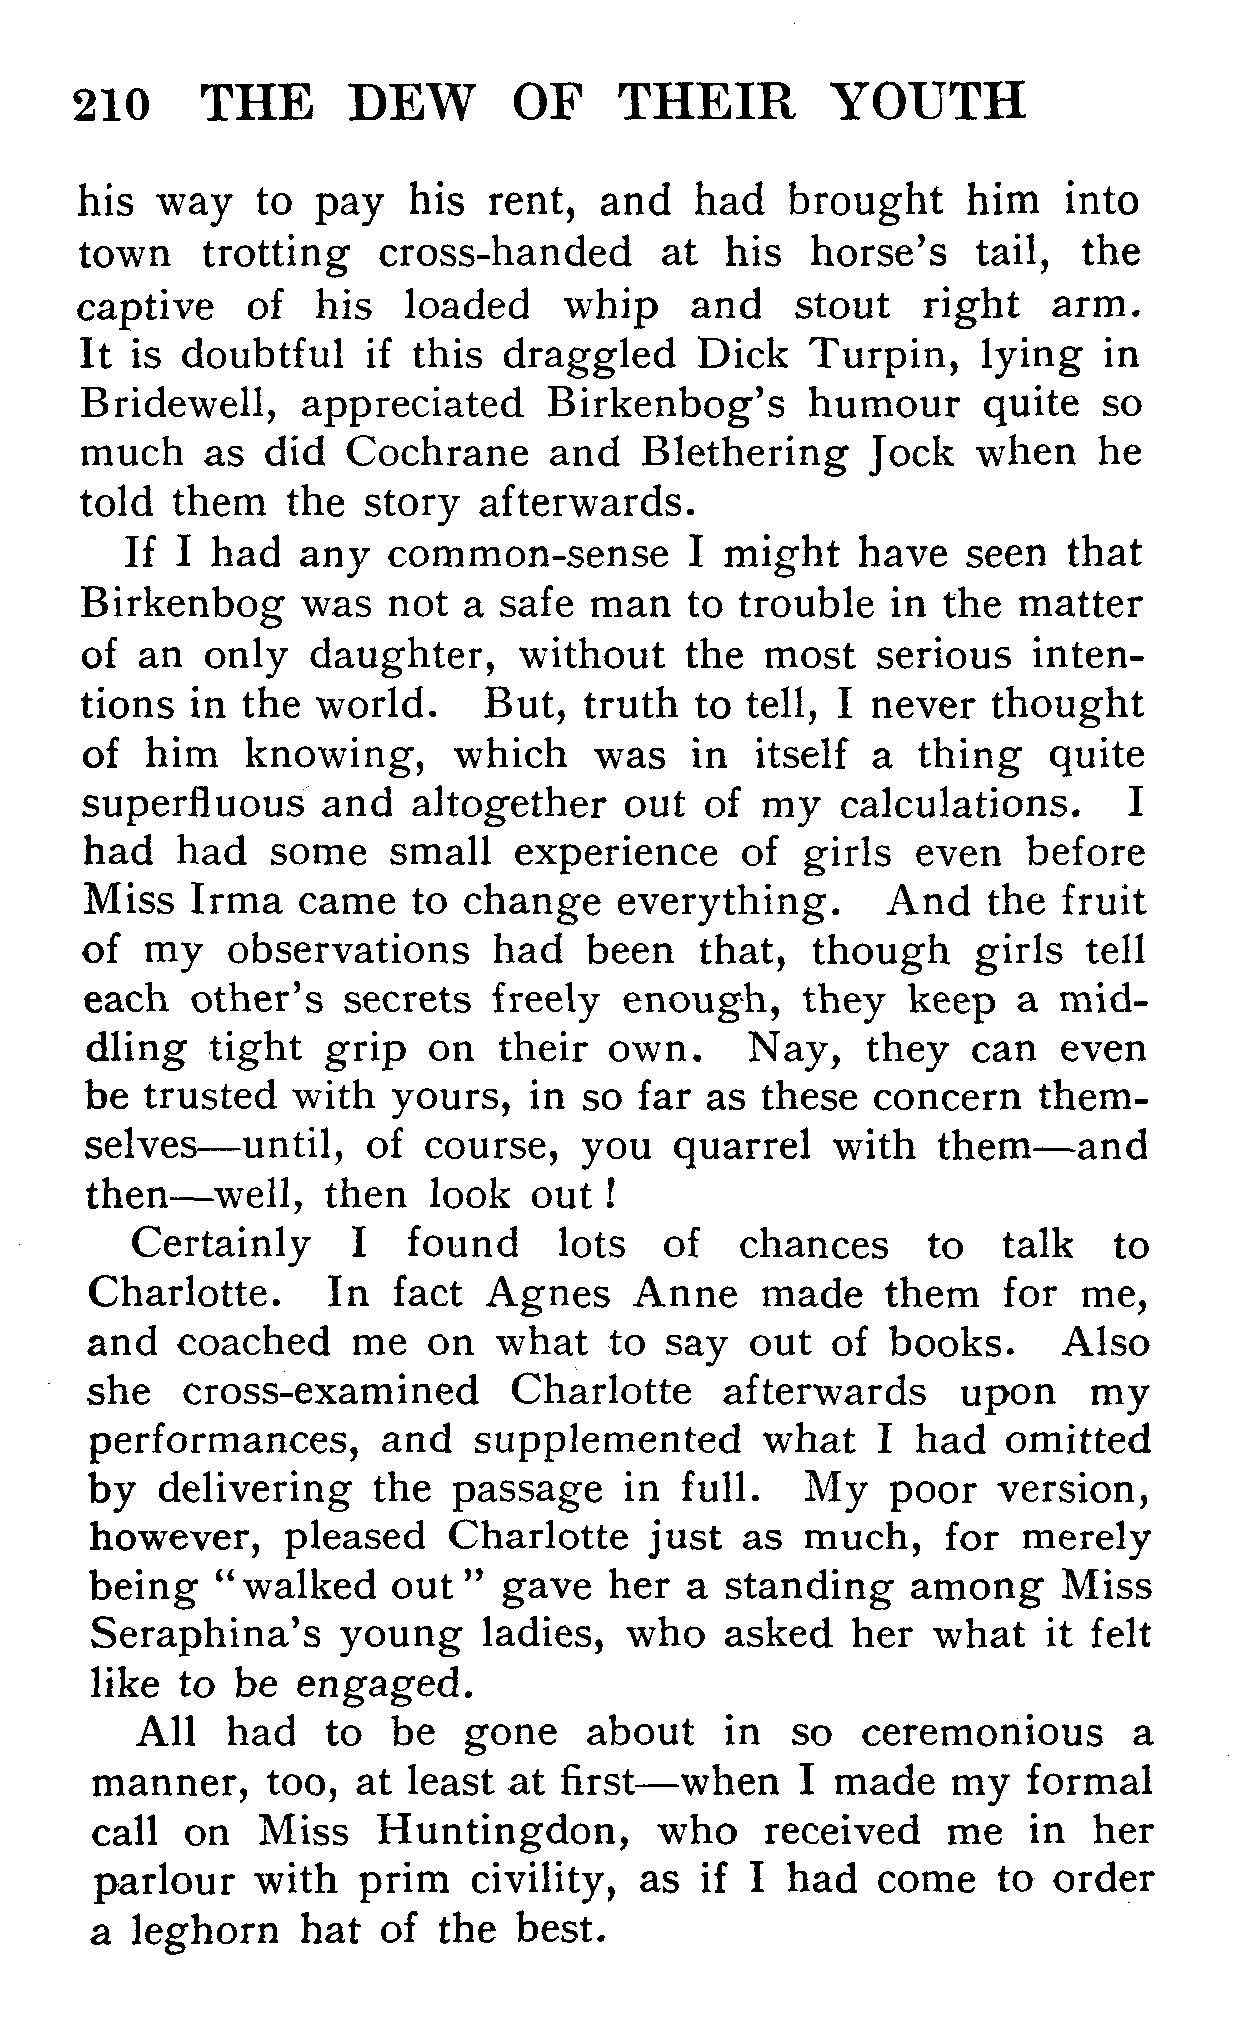 210 THE DEW OF THEIR YOUTH
his way to pay his rent, and had brought him into
town trotting cross-handed at his horse's tail, the
captive of his loaded whip and stout right arm.
It is doubtful if this draggled Dick Turpin, lying in
Bridewell, appreciated Birkenbog's humour quite so
much as did Cochrane and Blethering Jock when he
told them the story afterwards.
If I had any common-sense I might have seen that
Birkenbog was not a safe man to trouble in the matter
of an only daughter, without the most serious inten-
tions in the world. But, truth to tell, I never thought
of him knowing, which was in itself a thing quite
superfluous and altogether out of my calculations. I
had had some small experience of girls even before
Miss Irma came to change everything. And the fruit
of my observations had been that, though girls tell
each other's secrets freely enough, they keep a mid-
dling tight grip on their own. Nay, they can even
be trusted with yours, in so far as these concern them-
selves—until, of course, you quarrel with them—and
then—well, then look out !
Certainly I found lots of chances to talk to
Charlotte. In fact Agnes Anne made them for me,
and coached me on what to say out of books. Also
she cross-examined Charlotte afterwards upon my
performances, and supplemented what I had omitted
by delivering the passage in full. My poor version,
however, pleased Charlotte just as much, for merely
being "walked out" gave her a standing among Miss
Seraphina's young ladies, who asked her what it felt
like to be engaged.
All had to be gone about in so ceremonious a
manner, too, at least at first—when I made my formal
call on Miss Huntingdon, who received me in her
parlour with prim civility, as if I had come to order
a leghorn hat of the best.